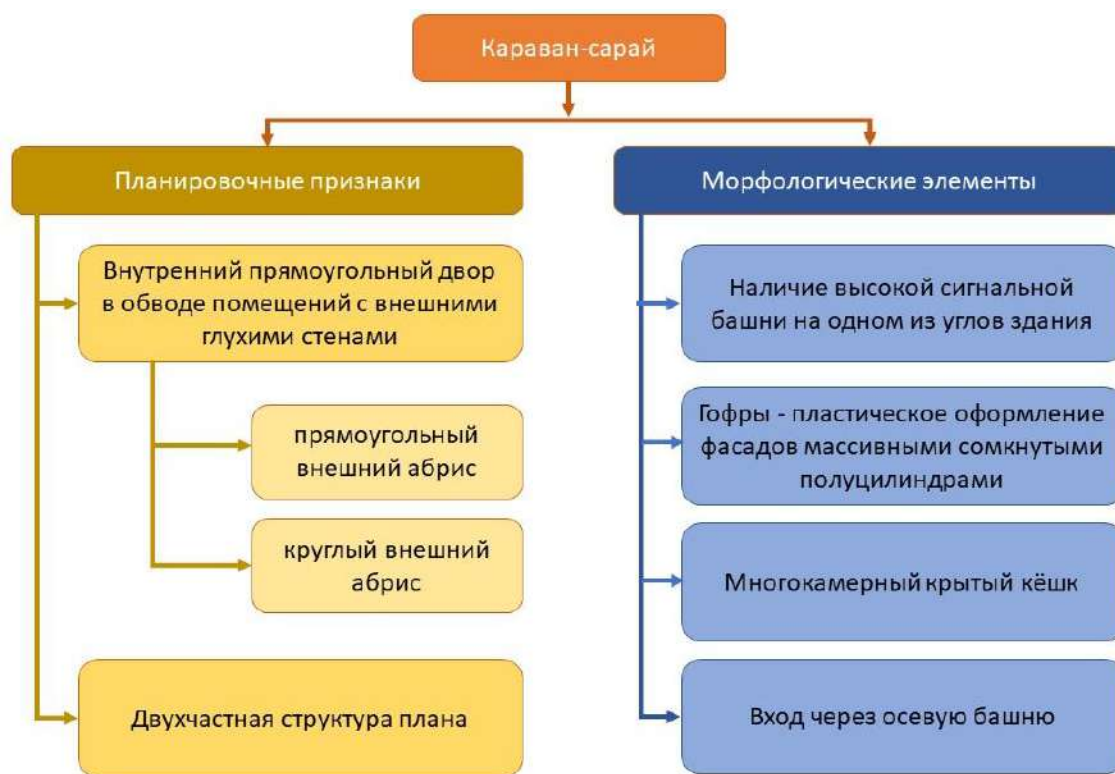 Караван-сарай
Планировочные признаки
Внутренний прямоугольный двор
в обводе помещений с внешними
глухими стенами
прямоугольный
внешний абрис
круглый внешний
абрис
Двухчастная структура плана
Морфологические элементы
Наличие высокой сигнальной
башни на одном из углов здания
Гофры - пластическое оформление
фасадов массивными сомкнутыми
полуцилиндрами
Многокамерный крытый кёшк
Вход через осевую башню